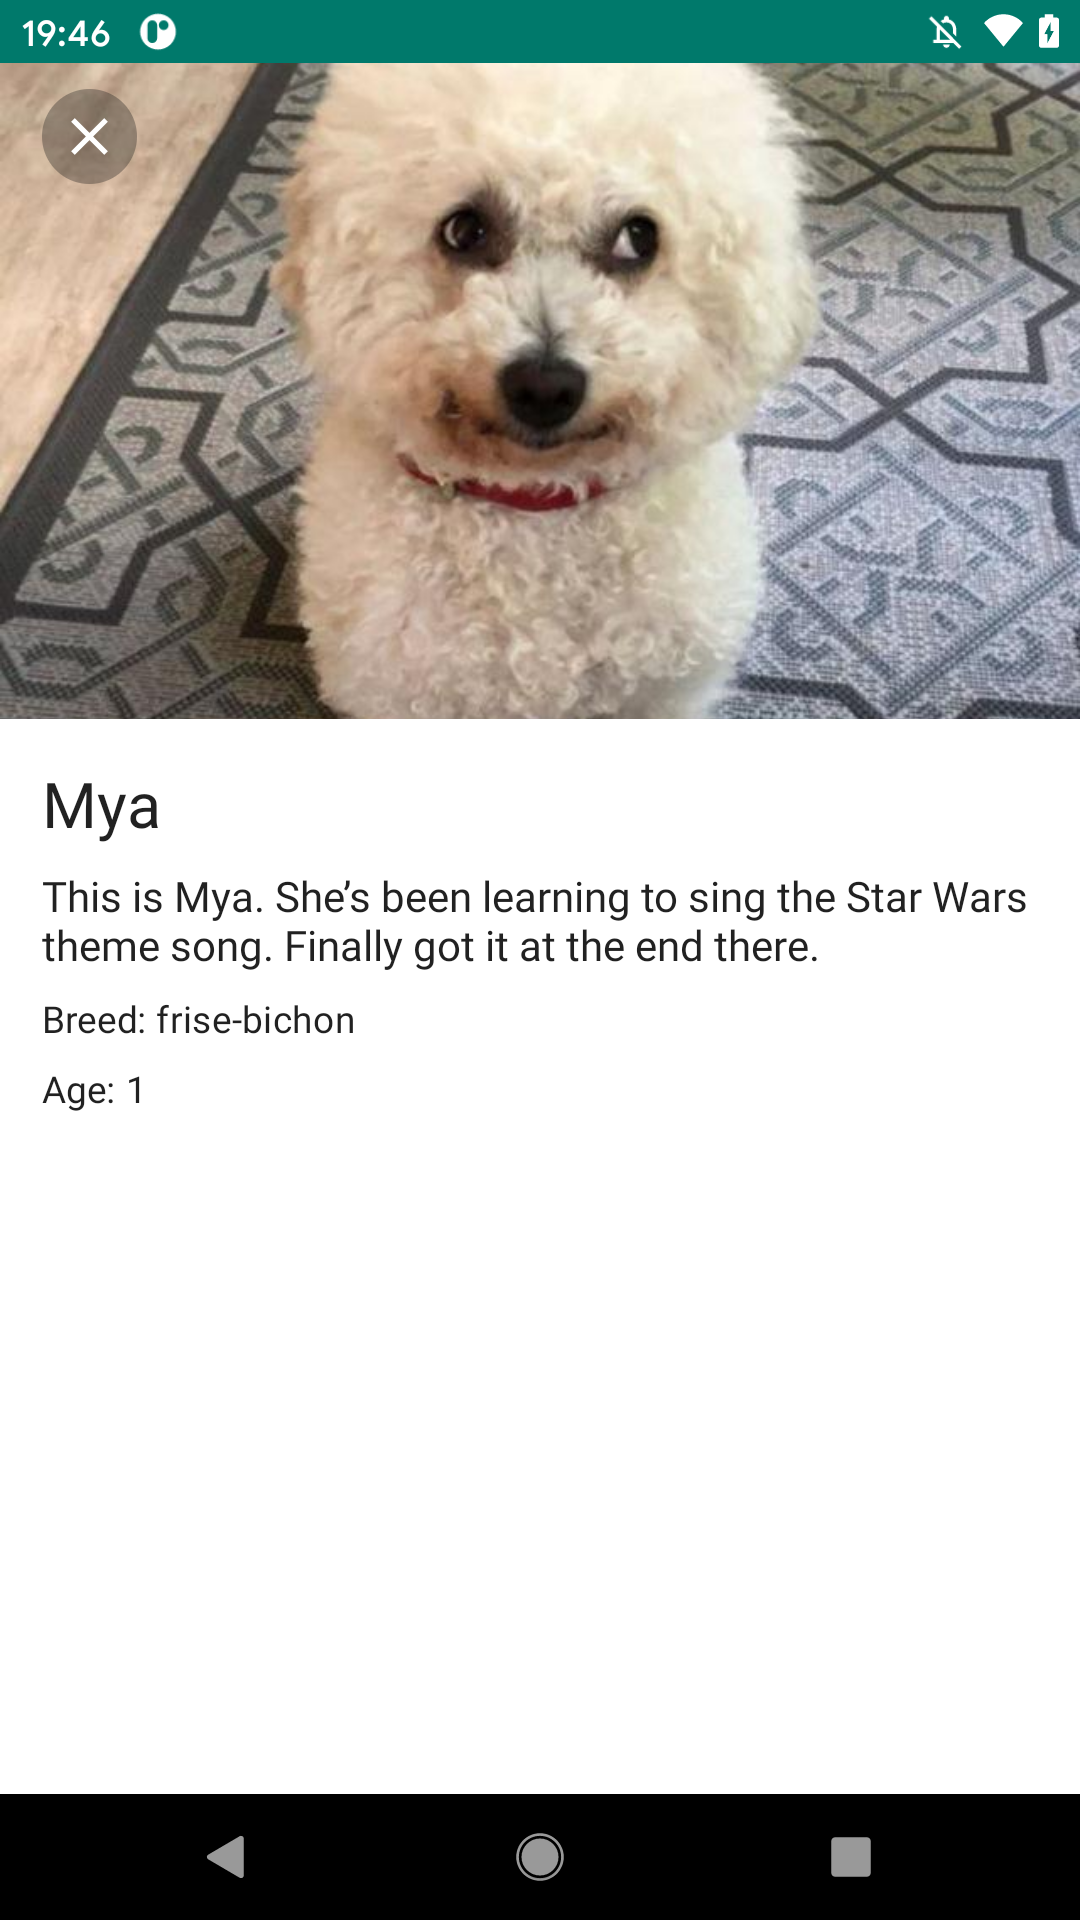 19:46
Mya
This is Mya. She’s been learning to sing the Star Wars
theme song. Finally got it at the end there.
Breed: frise-bichon
Age: 1